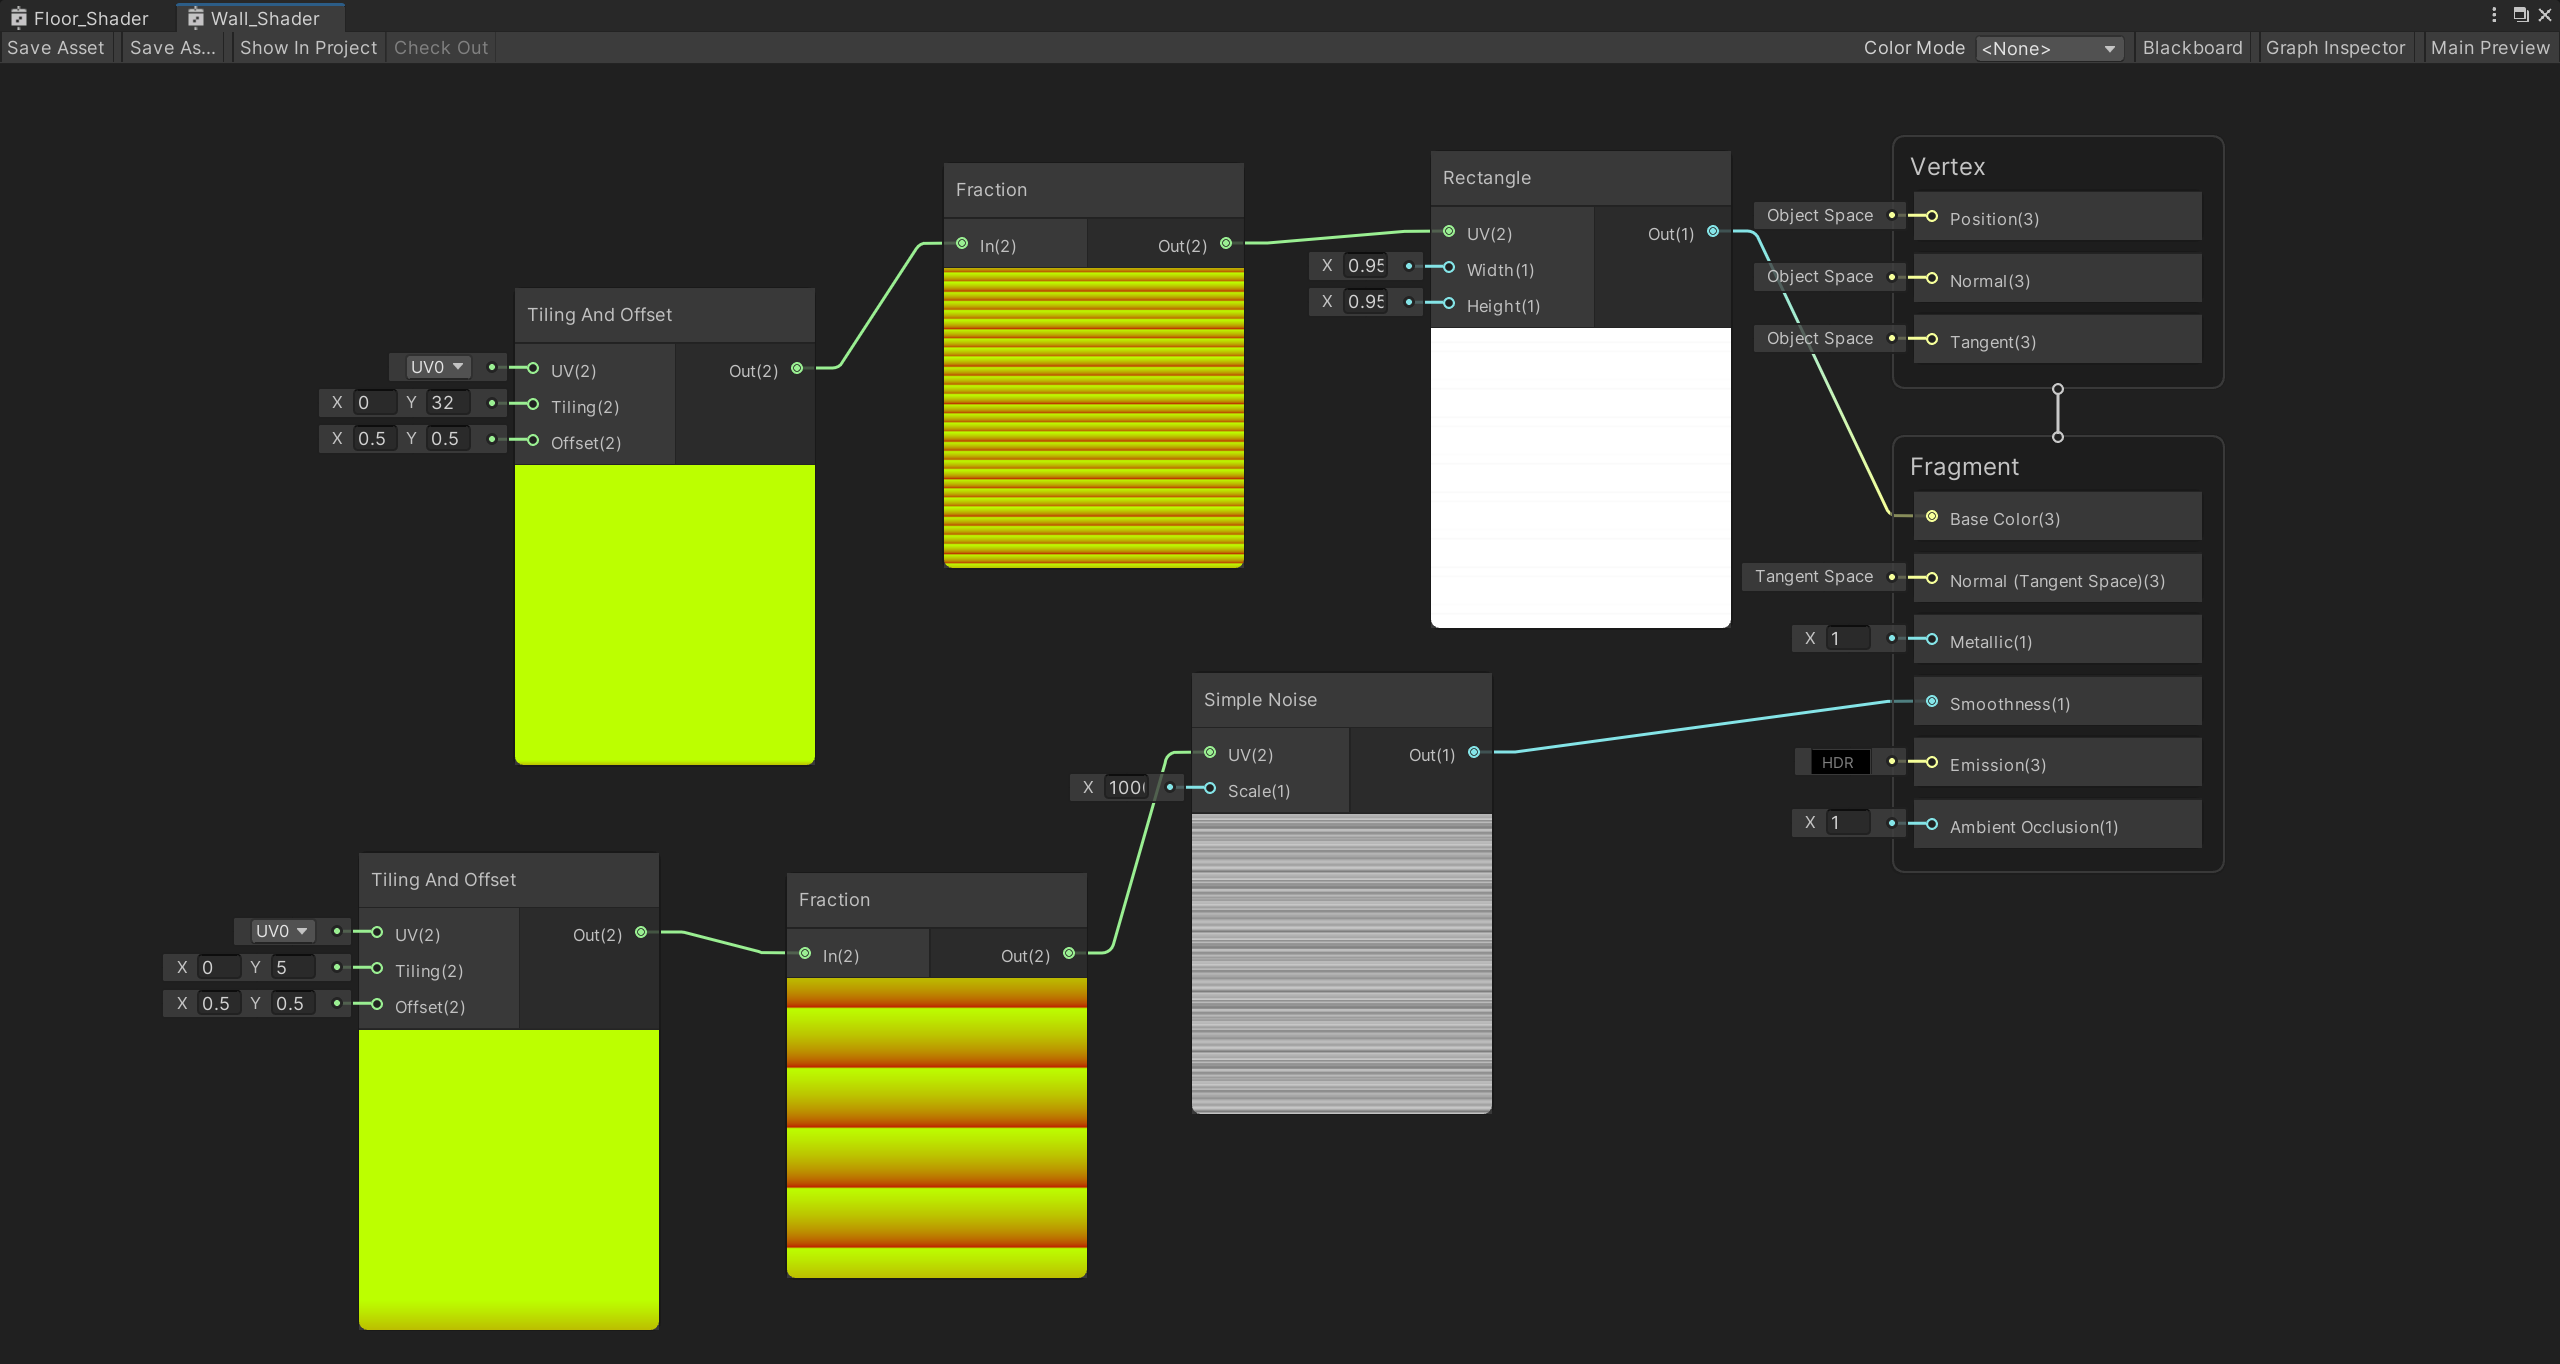 Floor_Shader
Wall_Shader
Save Asset
Save As...
Show In Project
Check Out
Color Mode
<None>
Blackboard
Graph Inspector
Main Preview
Tiling And Offset
UV0
UV(2)
Out(2)
X 0 Y 32
Tiling(2)
X 0.5 Y 0.5
Offset(2)
Fraction
In(2)
Out(2)
Rectangle
UV(2)
Out(1)
X 0.95
Width(1)
X 0.95
Height(1)
Vertex
Object Space
Position(3)
Object Space
Normal(3)
Object Space
Tangent(3)
Fragment
Base Color(3)
Tangent Space
Normal (Tangent Space)(3)
X 1
Metallic(1)
Smoothness(1)
HDR
Emission(3)
X 1
Ambient Occlusion(1)
Simple Noise
UV(2)
Out(1)
X
Scale(1)
Tiling And Offset
UV0
UV(2)
Out(2)
X 0 Y 5
Tiling(2)
X 0.5 Y 0.5
Offset(2)
Fraction
In(2)
Out(2)